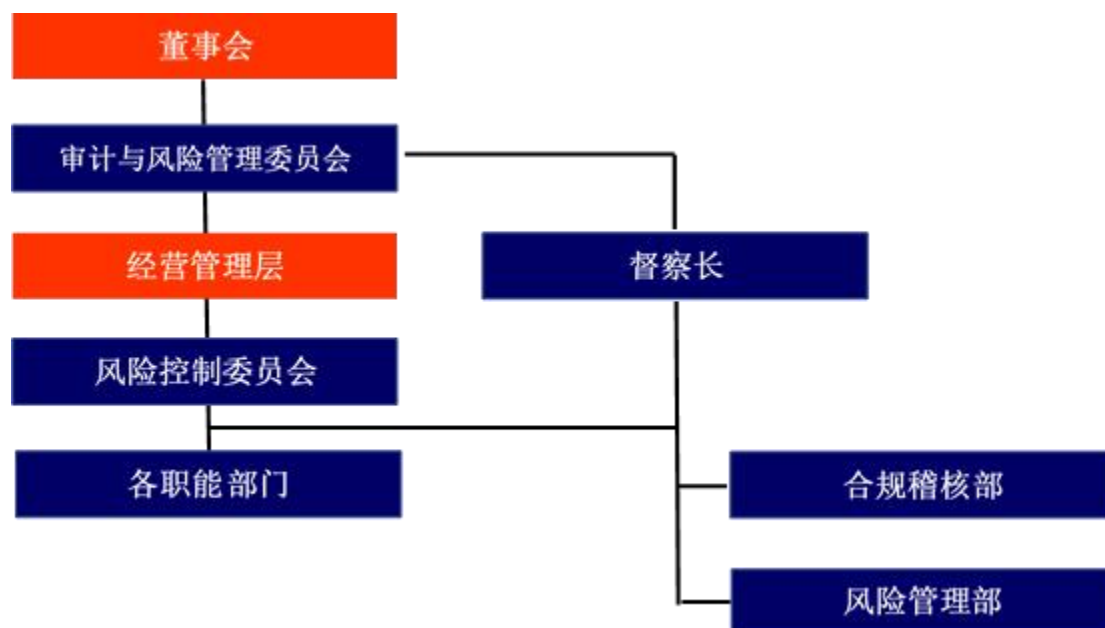 董事会
审计与风险管理委员会
经营管理层
督察长
风险控制委员会
各职能部门
合规稽核部
风险管理部